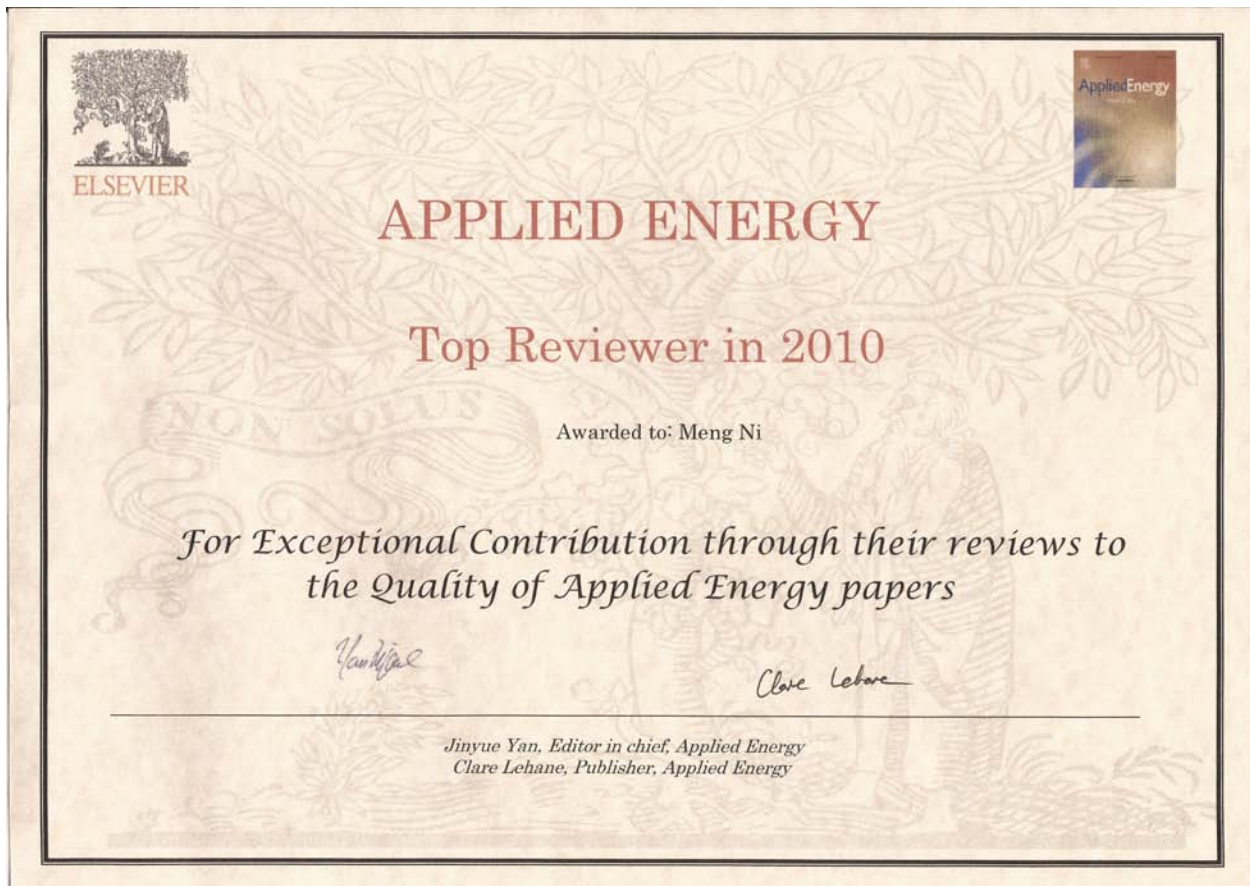 ELSEVIER
AppliedEnergy
APPLIED ENERGY
Top Reviewer in 2010
NON SOLUS
Awarded to: Meng Ni
For Exceptional Contribution through their reviews to
the Quality of Applied Energy papers
Clare Lehane
Jinyue Yan, Editor in chief, Applied Energy
Clare Lehane, Publisher, Applied Energy